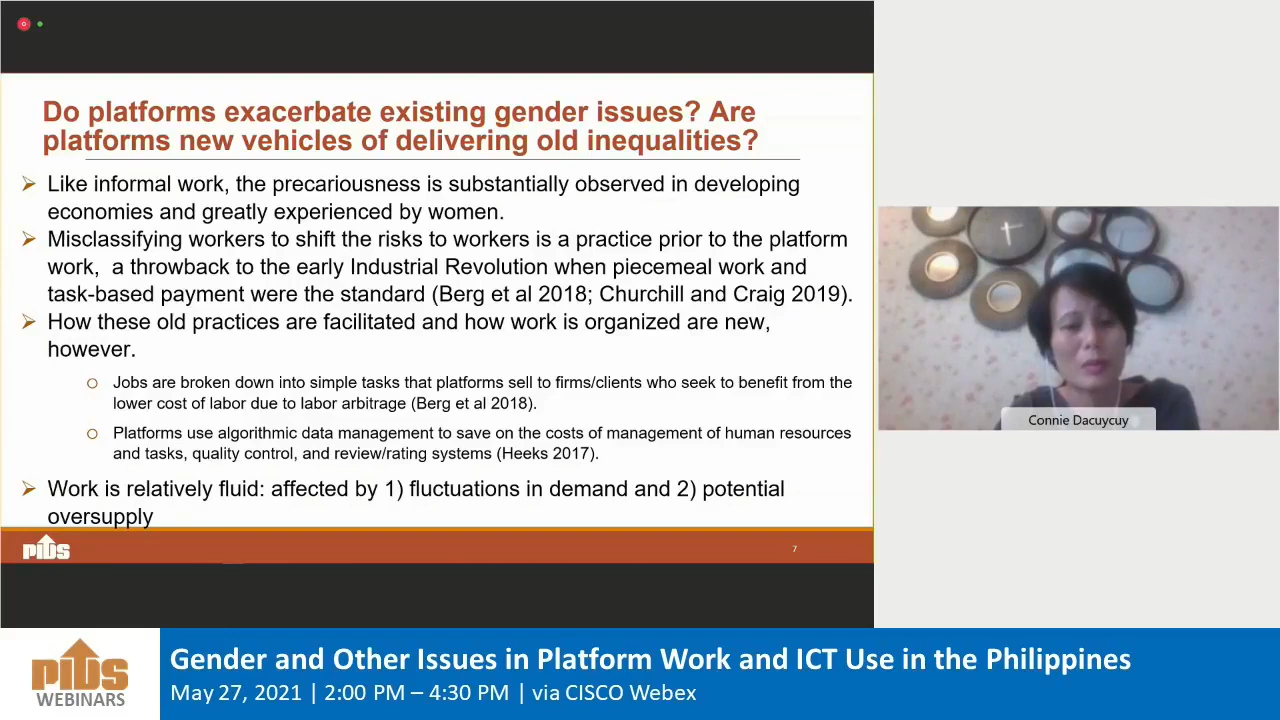 Do platforms exacerbate existing gender issues? Are
platforms new vehicles of delivering old inequalities?
Like informal work, the precariousness is substantially observed in developing
economies and greatly experienced by women.
Misclassifying workers to shift the risks to workers is a practice prior to the platform
work, a throwback to the early Industrial Revolution when piecemeal work and
task-based payment were the standard (Berg et al 2018; Churchill and Craig 2019).
How these old practices are facilitated and how work is organized are new,
however.
Jobs are broken down into simple tasks that platforms sell to firms/clients who seek to benefit from the
lower cost of labor due to labor arbitrage (Berg et al 2018).
Platforms use algorithmic data management to save on the costs of management of human resources
and tasks, quality control, and review/rating systems (Heeks 2017).
Work is relatively fluid: affected by 1) fluctuations in demand and 2) potential
oversupply
PIDS
7
Connie Dacuycuy
PIDS
WEBINARS
Gender and Other Issues in Platform Work and ICT Use in the Philippines
May 27, 2021 | 2:00 PM – 4:30 PM | via CISCO Webex